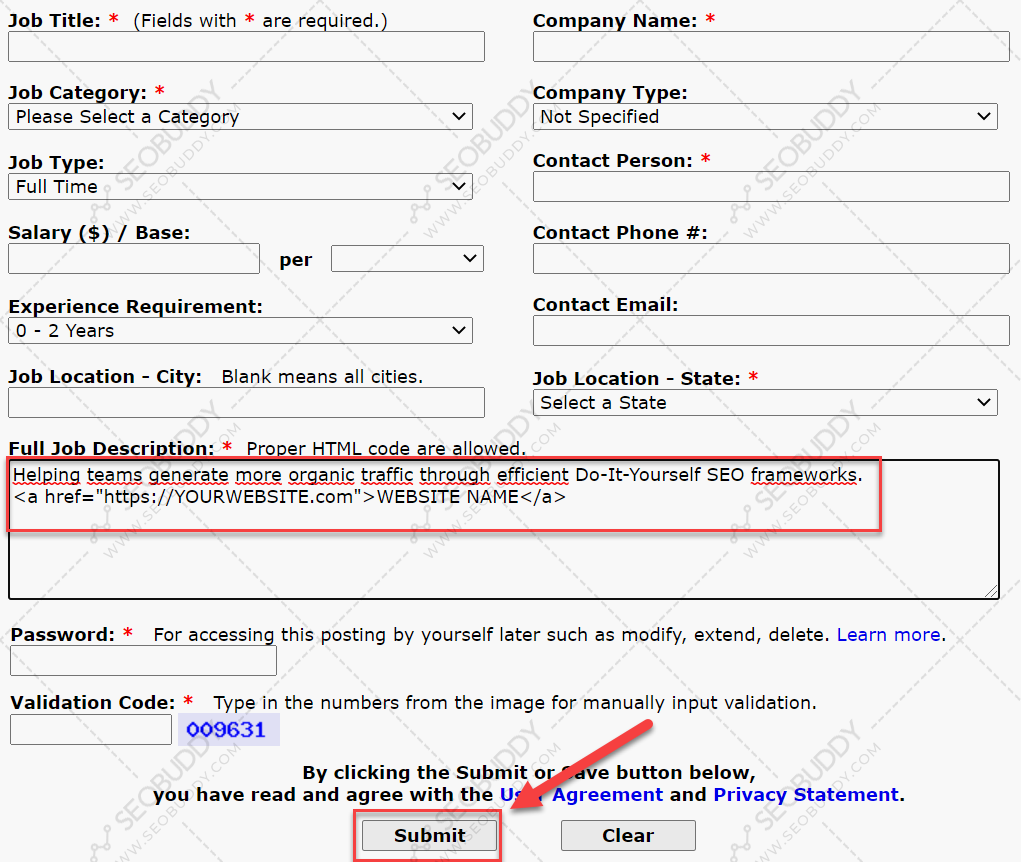 Job Title: * (Fields with * are required.)
Company Name: *
Job Category: *
Please Select a Category
Company Type:
Not Specified
Job Type:
Full Time
Contact Person: *
Salary ($) / Base:
per
Contact Phone #:
Experience Requirement:
0 - 2 Years
Contact Email:
Job Location - City: Blank means all cities.
Job Location - State: *
Select a State
Full Job Description: * Proper HTML code are allowed.
Helping teams generate more organic traffic through efficient Do-It-Yourself SEO frameworks.
<a href="https://YOURWEBSITE.com">WEBSITE NAME</a>
Password: * For accessing this posting by yourself later such as modify, extend, delete. Learn more.
Validation Code: * Type in the numbers from the image for manually input validation.
009631
By clicking the Submit or Save button below,
you have read and agree with the User Agreement and Privacy Statement.
Submit
Clear
SEOBUDDY
WWW.SEOBUDDY.COM